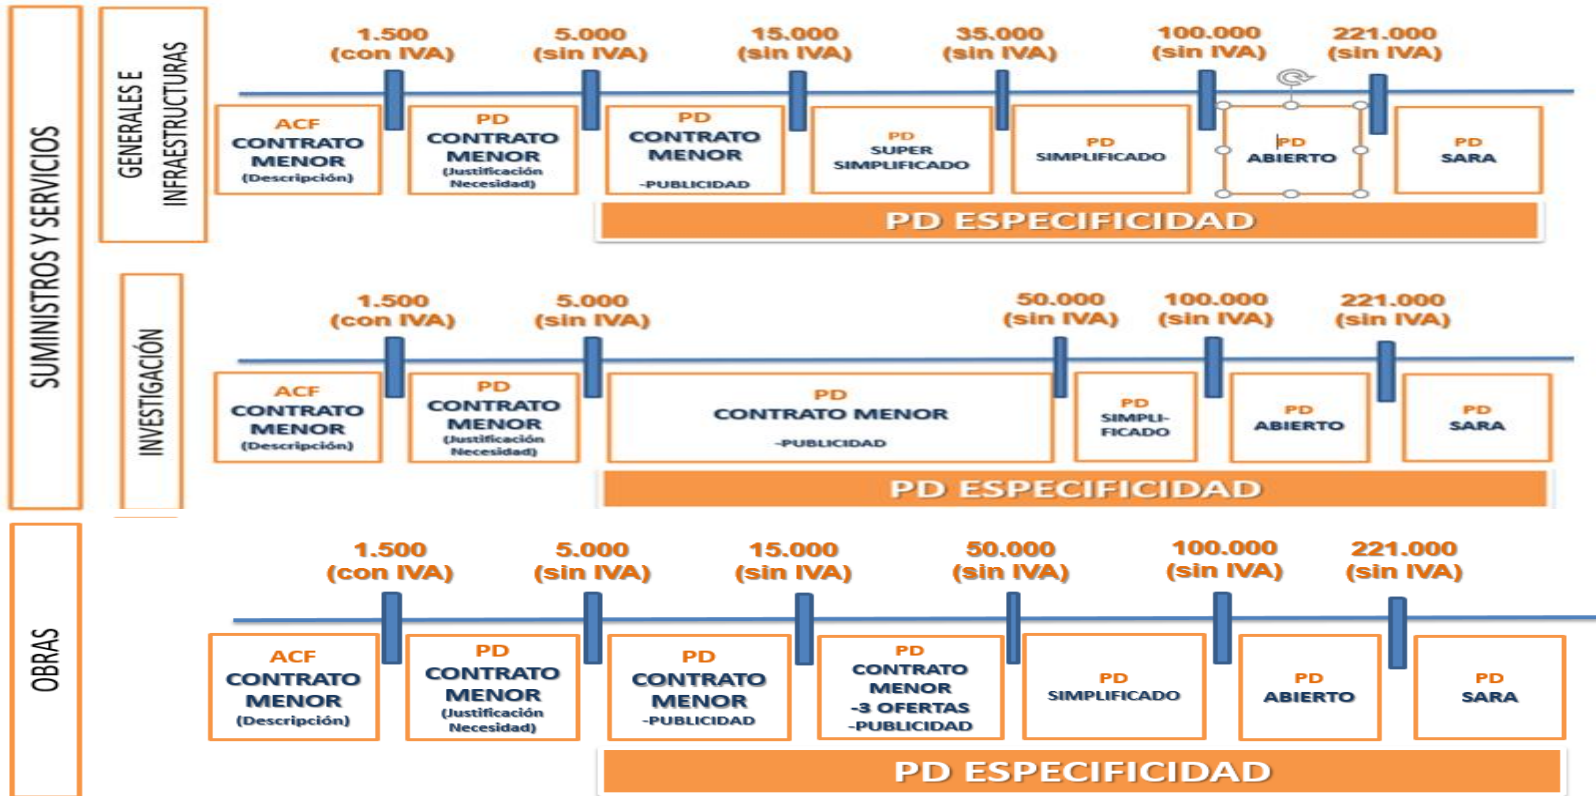 SUMINISTROS Y SERVICIOS
GENERALES E
INFRAESTRUCTURAS
1.500
(con IVA)
5.000
(sin IVA)
15.000
(sin IVA)
35.000
(sin IVA)
100.000
(sin IVA)
221.000
(sin IVA)
ACF
CONTRATO
MENOR
(Descripción)
PD
CONTRATO
MENOR
(Justificación
Necesidad)
PD
CONTRATO
MENOR
-PUBLICIDAD
PD
SUPER
SIMPLIFICADO
PD
SIMPLIFICADO
PD
ABIERTO
PD
SARA
PD ESPECIFICIDAD
INVESTIGACIÓN
1.500
(con IVA)
5.000
(sin IVA)
50.000
(sin IVA)
100.000
(sin IVA)
221.000
(sin IVA)
ACF
CONTRATO
MENOR
(Descripción)
PD
CONTRATO
MENOR
(Justificación
Necesidad)
PD
CONTRATO MENOR
-PUBLICIDAD
PD
SIMPLI-
FICADO
PD
ABIERTO
PD
SARA
PD ESPECIFICIDAD
OBRAS
1.500
(con IVA)
5.000
(sin IVA)
15.000
(sin IVA)
50.000
(sin IVA)
100.000
(sin IVA)
221.000
(sin IVA)
ACF
CONTRATO
MENOR
(Descripción)
PD
CONTRATO
MENOR
(Justificación
Necesidad)
PD
CONTRATO
MENOR
-PUBLICIDAD
PD
CONTRATO
MENOR
-3 OFERTAS
-PUBLICIDAD
PD
SIMPLIFICADO
PD
ABIERTO
PD
SARA
PD ESPECIFICIDAD